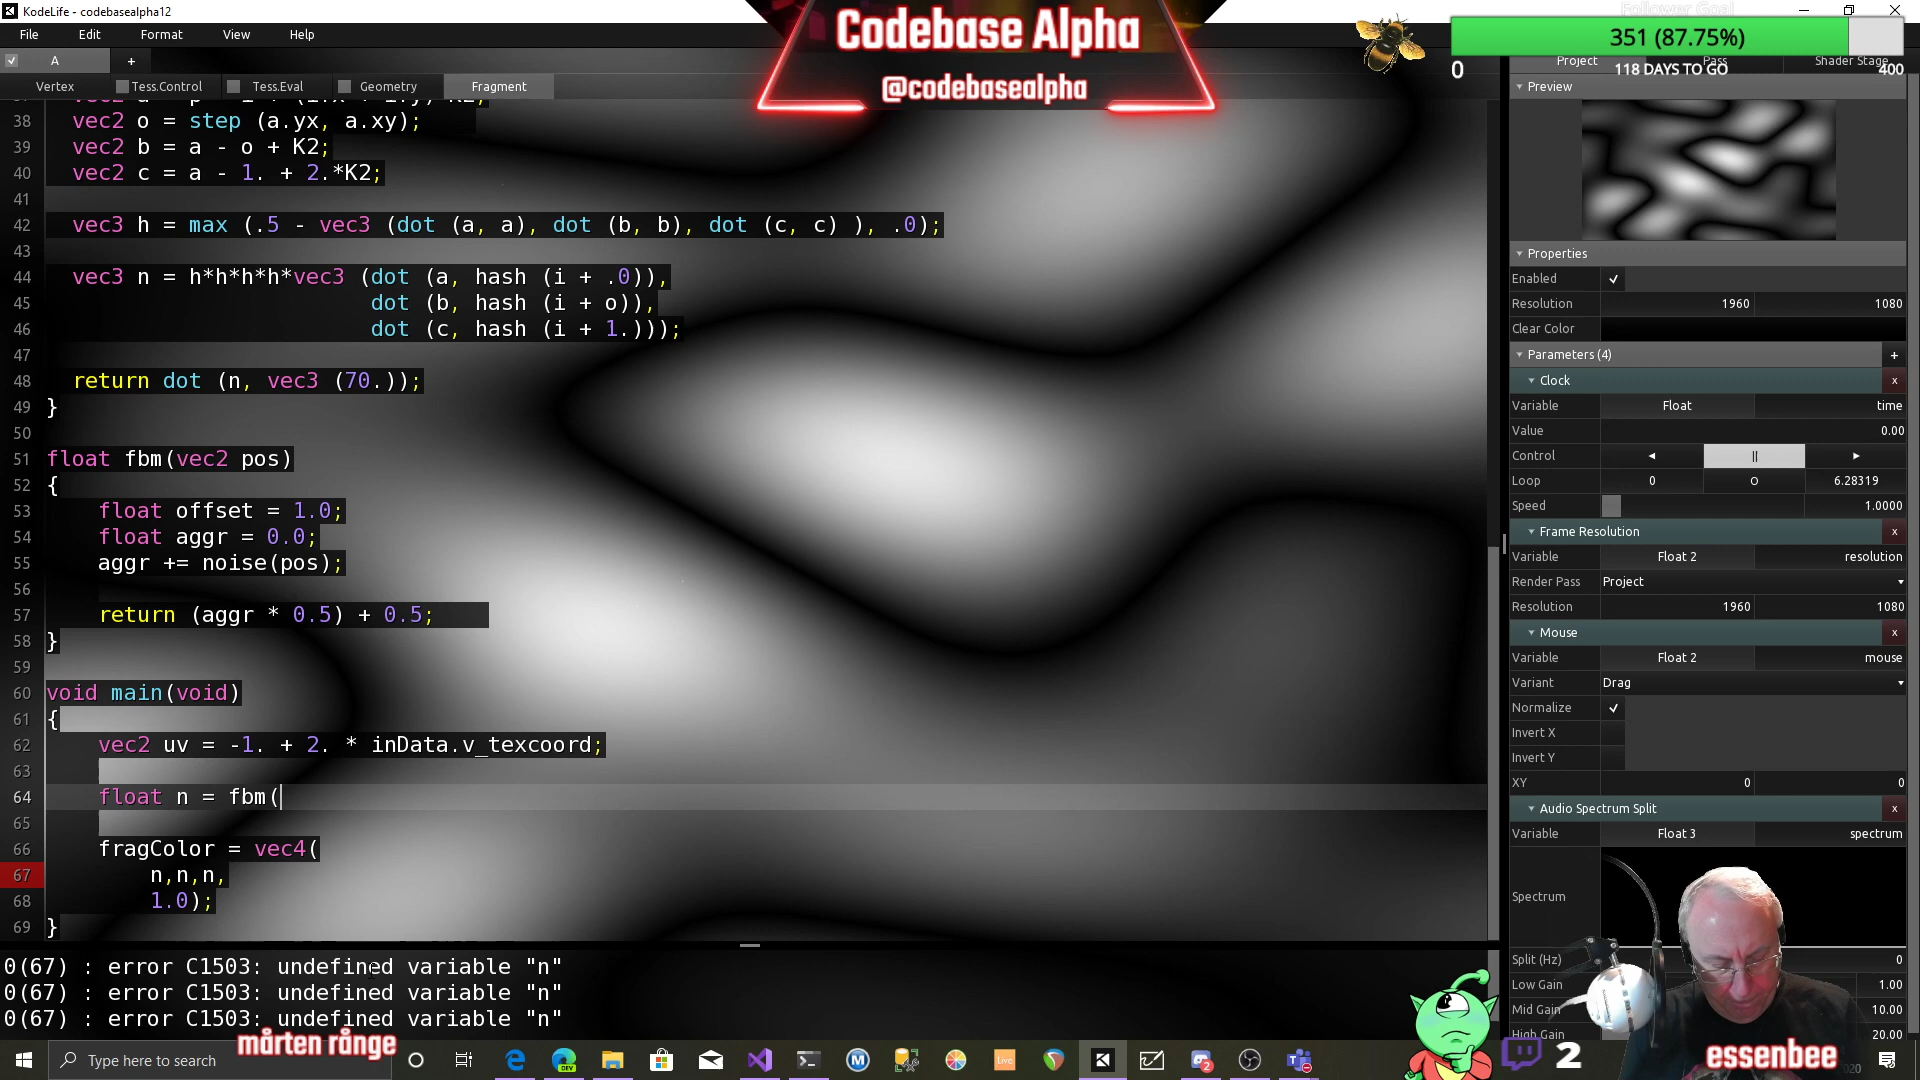 KodeLife - codebasealpha12
File Edit Format View Help
A +
Vertex Tess.Control Tess.Eval Geometry Fragment
Codebase Alpha
@codebasealpha
Follower Goal
351 (87.75%)
0 118 DAYS TO GO 400
Project Pass Shader Stage
38 vec2 o = step (a.yx, a.xy);
39 vec2 b = a - o + K2;
40 vec2 c = a - 1. + 2.*K2;
41
42 vec3 h = max (.5 - vec3 (dot (a, a), dot (b, b), dot (c, c) ), .0);
43
44 vec3 n = h*h*h*h*vec3 (dot (a, hash (i + .0)),
45 dot (b, hash (i + o)),
46 dot (c, hash (i + 1.)));
47
48 return dot (n, vec3 (70.));
49 }
50
51 float fbm(vec2 pos)
52 {
53 float offset = 1.0;
54 float aggr = 0.0;
55 aggr += noise(pos);
56
57 return (aggr * 0.5) + 0.5;
58 }
59
60 void main(void)
61 {
62 vec2 uv = -1. + 2. * inData.v_texcoord;
63
64 float n = fbm(
65
66 fragColor = vec4(
67 n,n,n,
68 1.0);
69 }
0(67) : error C1503: undefined variable "n"
0(67) : error C1503: undefined variable "n"
0(67) : error C1503: undefined variable "n"
Preview
Properties
Enabled
Resolution 1960 1080
Clear Color
Parameters (4) +
Clock x
Variable Float time
Value 0.00
Control
Loop 0 O 6.28319
Speed 1.0000
Frame Resolution x
Variable Float 2 resolution
Render Pass Project
Resolution 1960 1080
Mouse x
Variable Float 2 mouse
Variant Drag
Normalize
Invert X
Invert Y
XY 0 0
Audio Spectrum Split x
Variable Float 3 spectrum
Spectrum
Split (Hz) 0
Low Gain 1.00
Mid Gain 10.00
High Gain 20.00
mårten rånge
Type here to search
DEV
live
2
2
essenbee